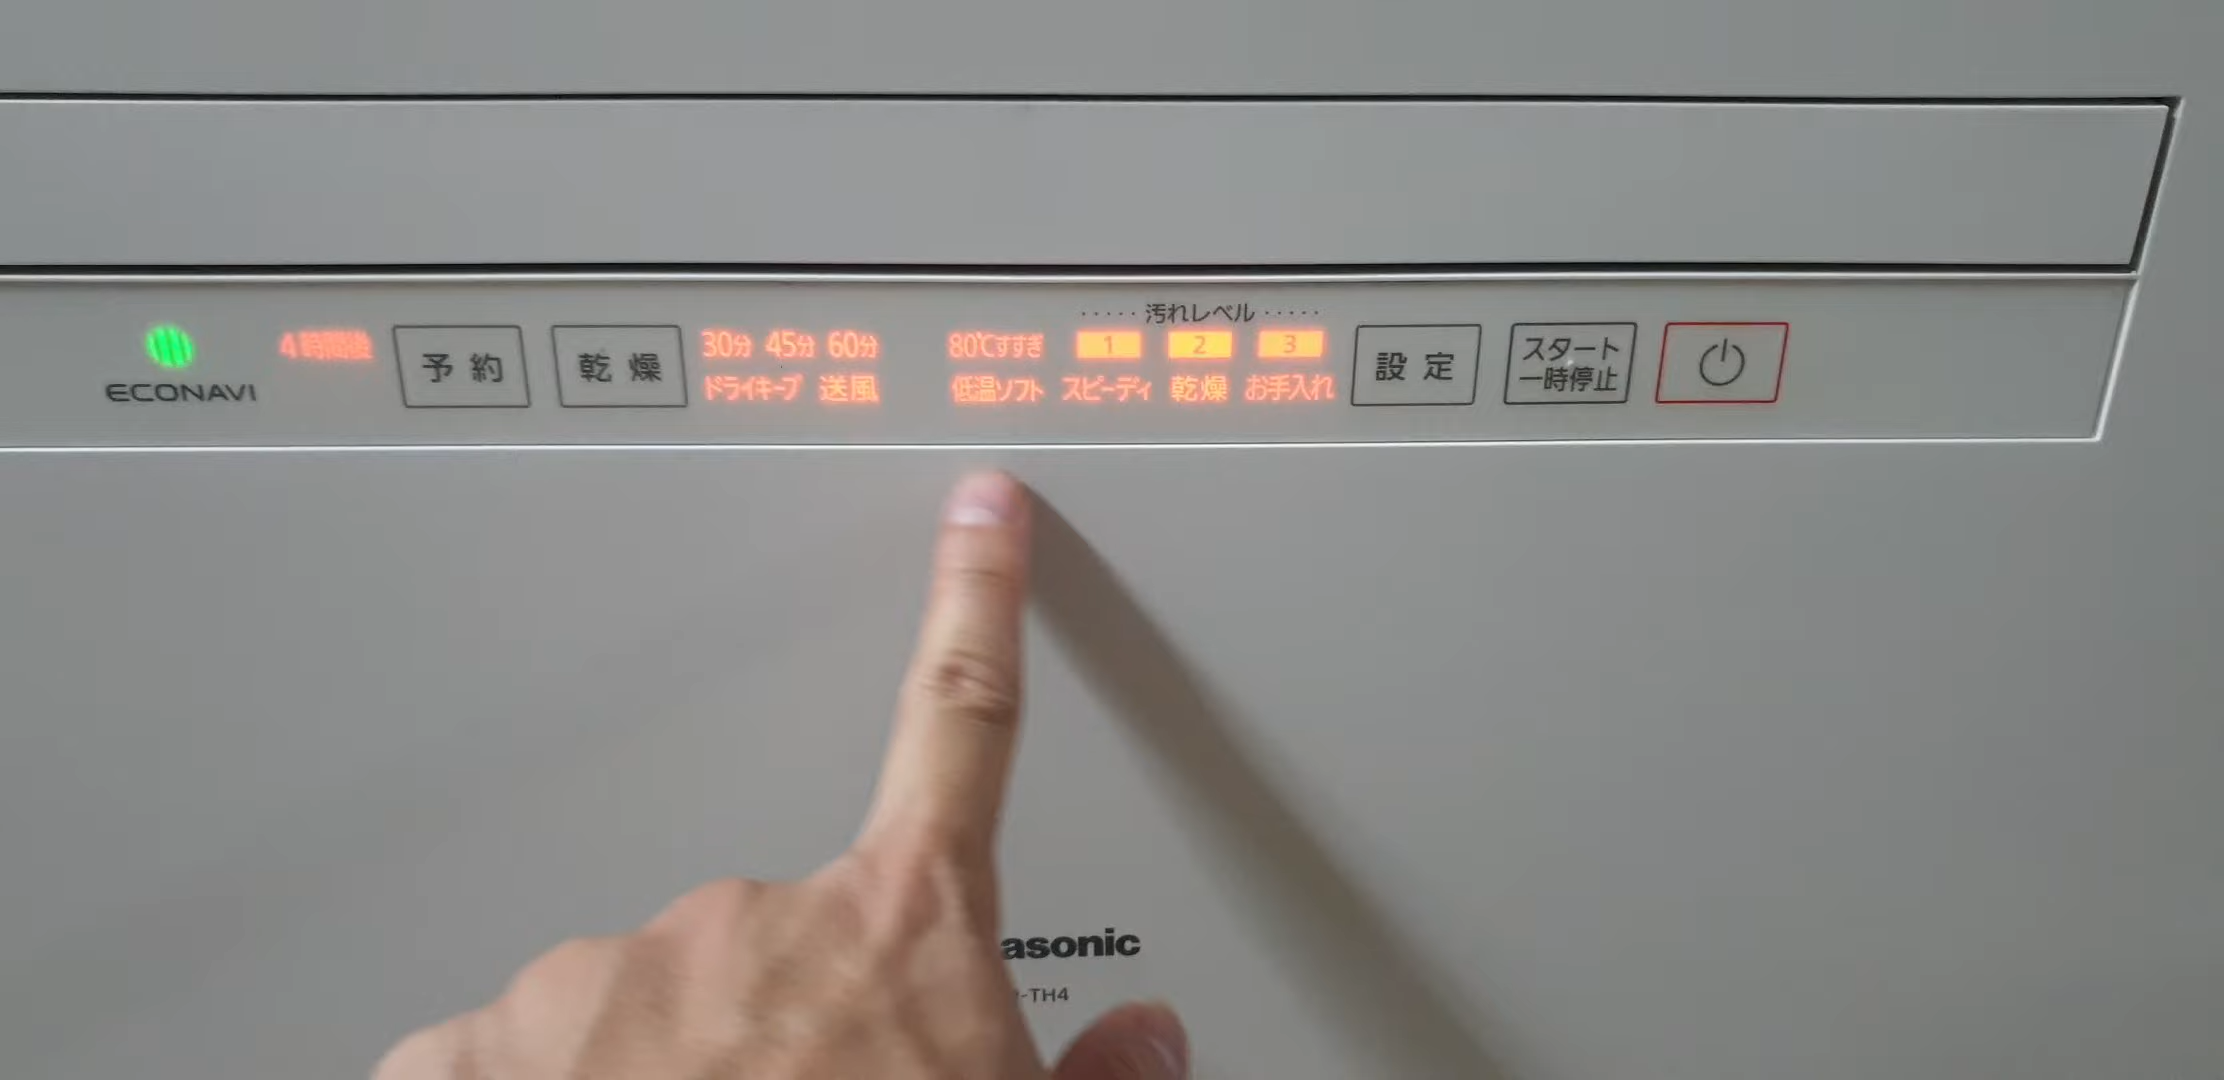 汚れレベル
4時間後 予約 乾燥 30分 45分 60分 80℃すすぎ 1 2 3 設定 スタート
一時停止
ECONAVI ドライキープ 送風 低温ソフト スピーディ 乾燥 お手入れ
asonic
-TH4